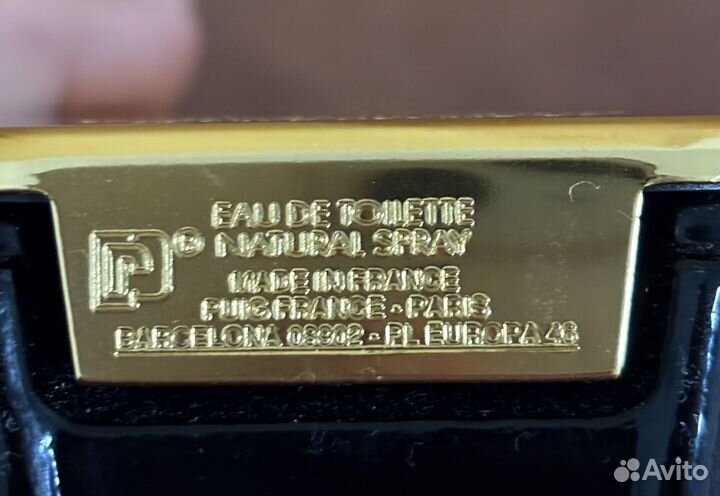 EAU DE TOILETTE
NATURAL SPRAY
MADE IN FRANCE
PUIG FRANCE - PARIS
BARCELONA 08902 - PL EUROPA 46
Avito